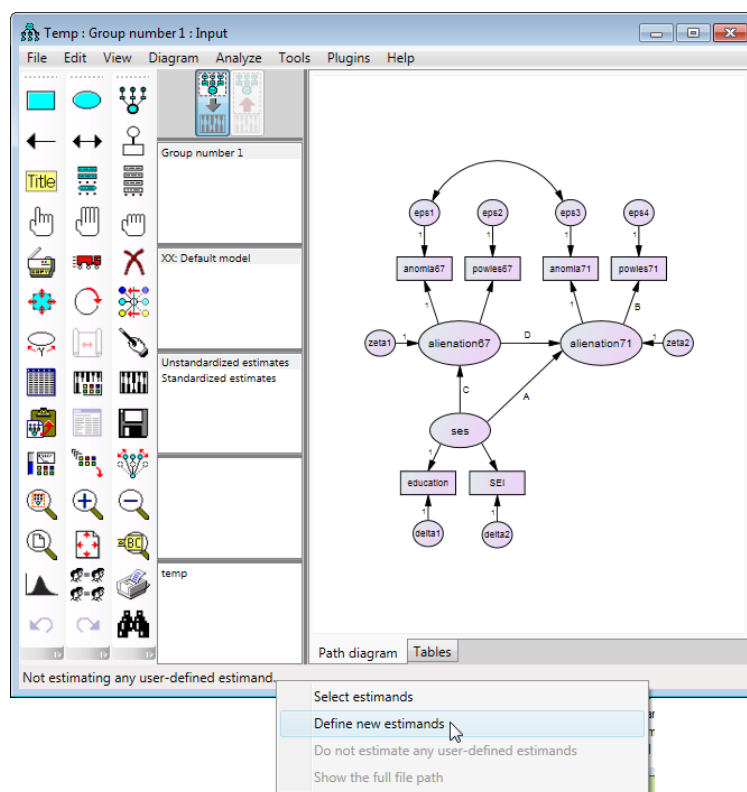 Temp : Group number 1 : Input
File Edit View Diagram Analyze Tools Plugins Help
Title
Group number 1
XX: Default model
Unstandardized estimates
Standardized estimates
temp
eps1 eps2 eps3 eps4
1 1 1 1
anomia67 powles67 anomia71 powles71
1 1 B
zeta1 1 alienation67 D alienation71 1 zeta2
C A
ses
1
education SEI
1 1
delta1 delta2
Path diagram Tables
Not estimating any user-defined estimand.
Select estimands
Define new estimands
Do not estimate any user-defined estimands
Show the full file path